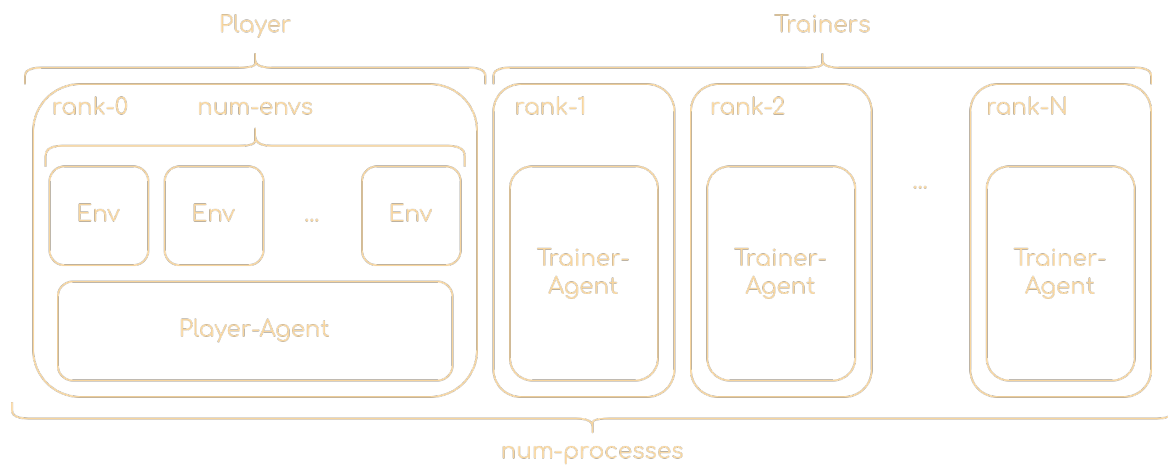 Player
Trainers
rank-0
num-envs
rank-1
rank-2
rank-N
Env
Env
...
Env
...
Trainer-
Agent
Trainer-
Agent
Trainer-
Agent
Player-Agent
num-processes